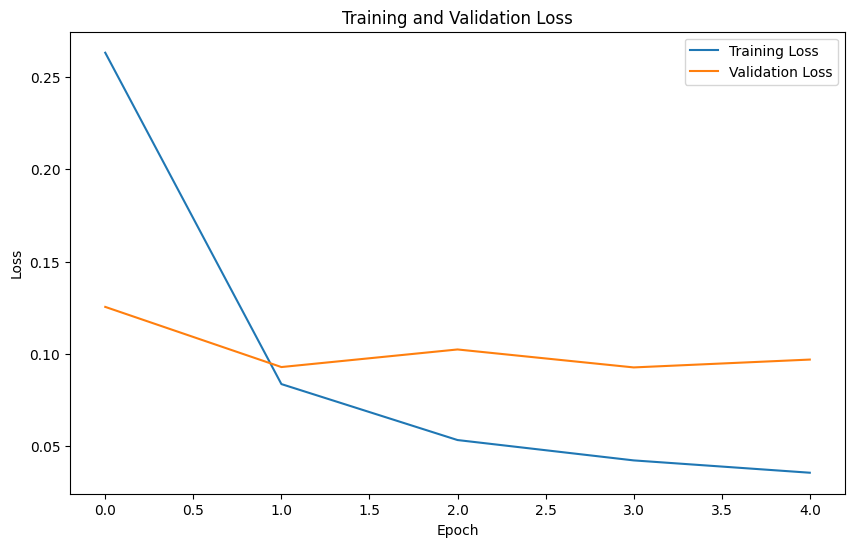 Training and Validation Loss
Training Loss
Validation Loss
0.25
0.20
0.15
0.10
0.05
Loss
0.0 0.5 1.0 1.5 2.0 2.5 3.0 3.5 4.0
Epoch